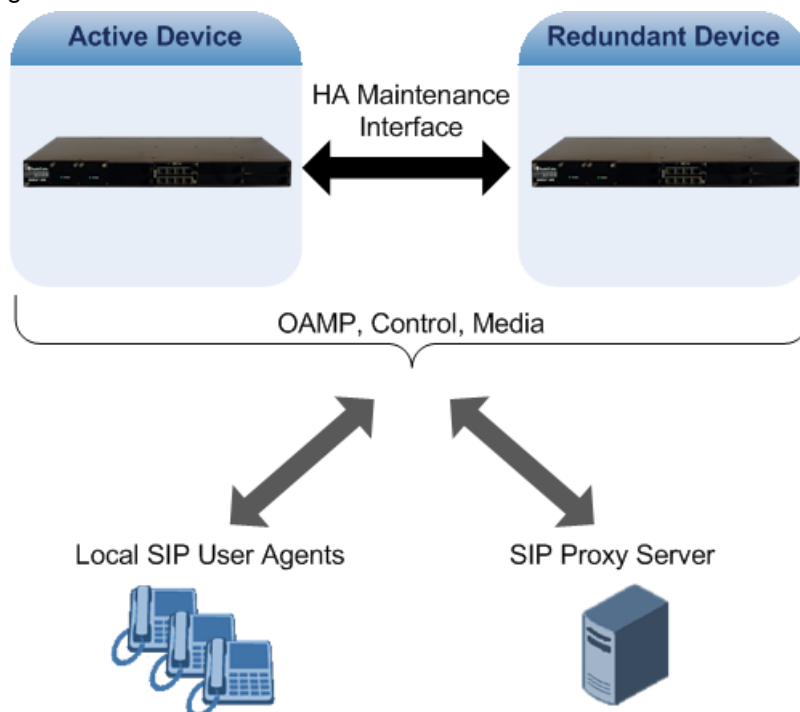 Active Device
Redundant Device
HA Maintenance
Interface
OAMP, Control, Media
Local SIP User Agents
SIP Proxy Server